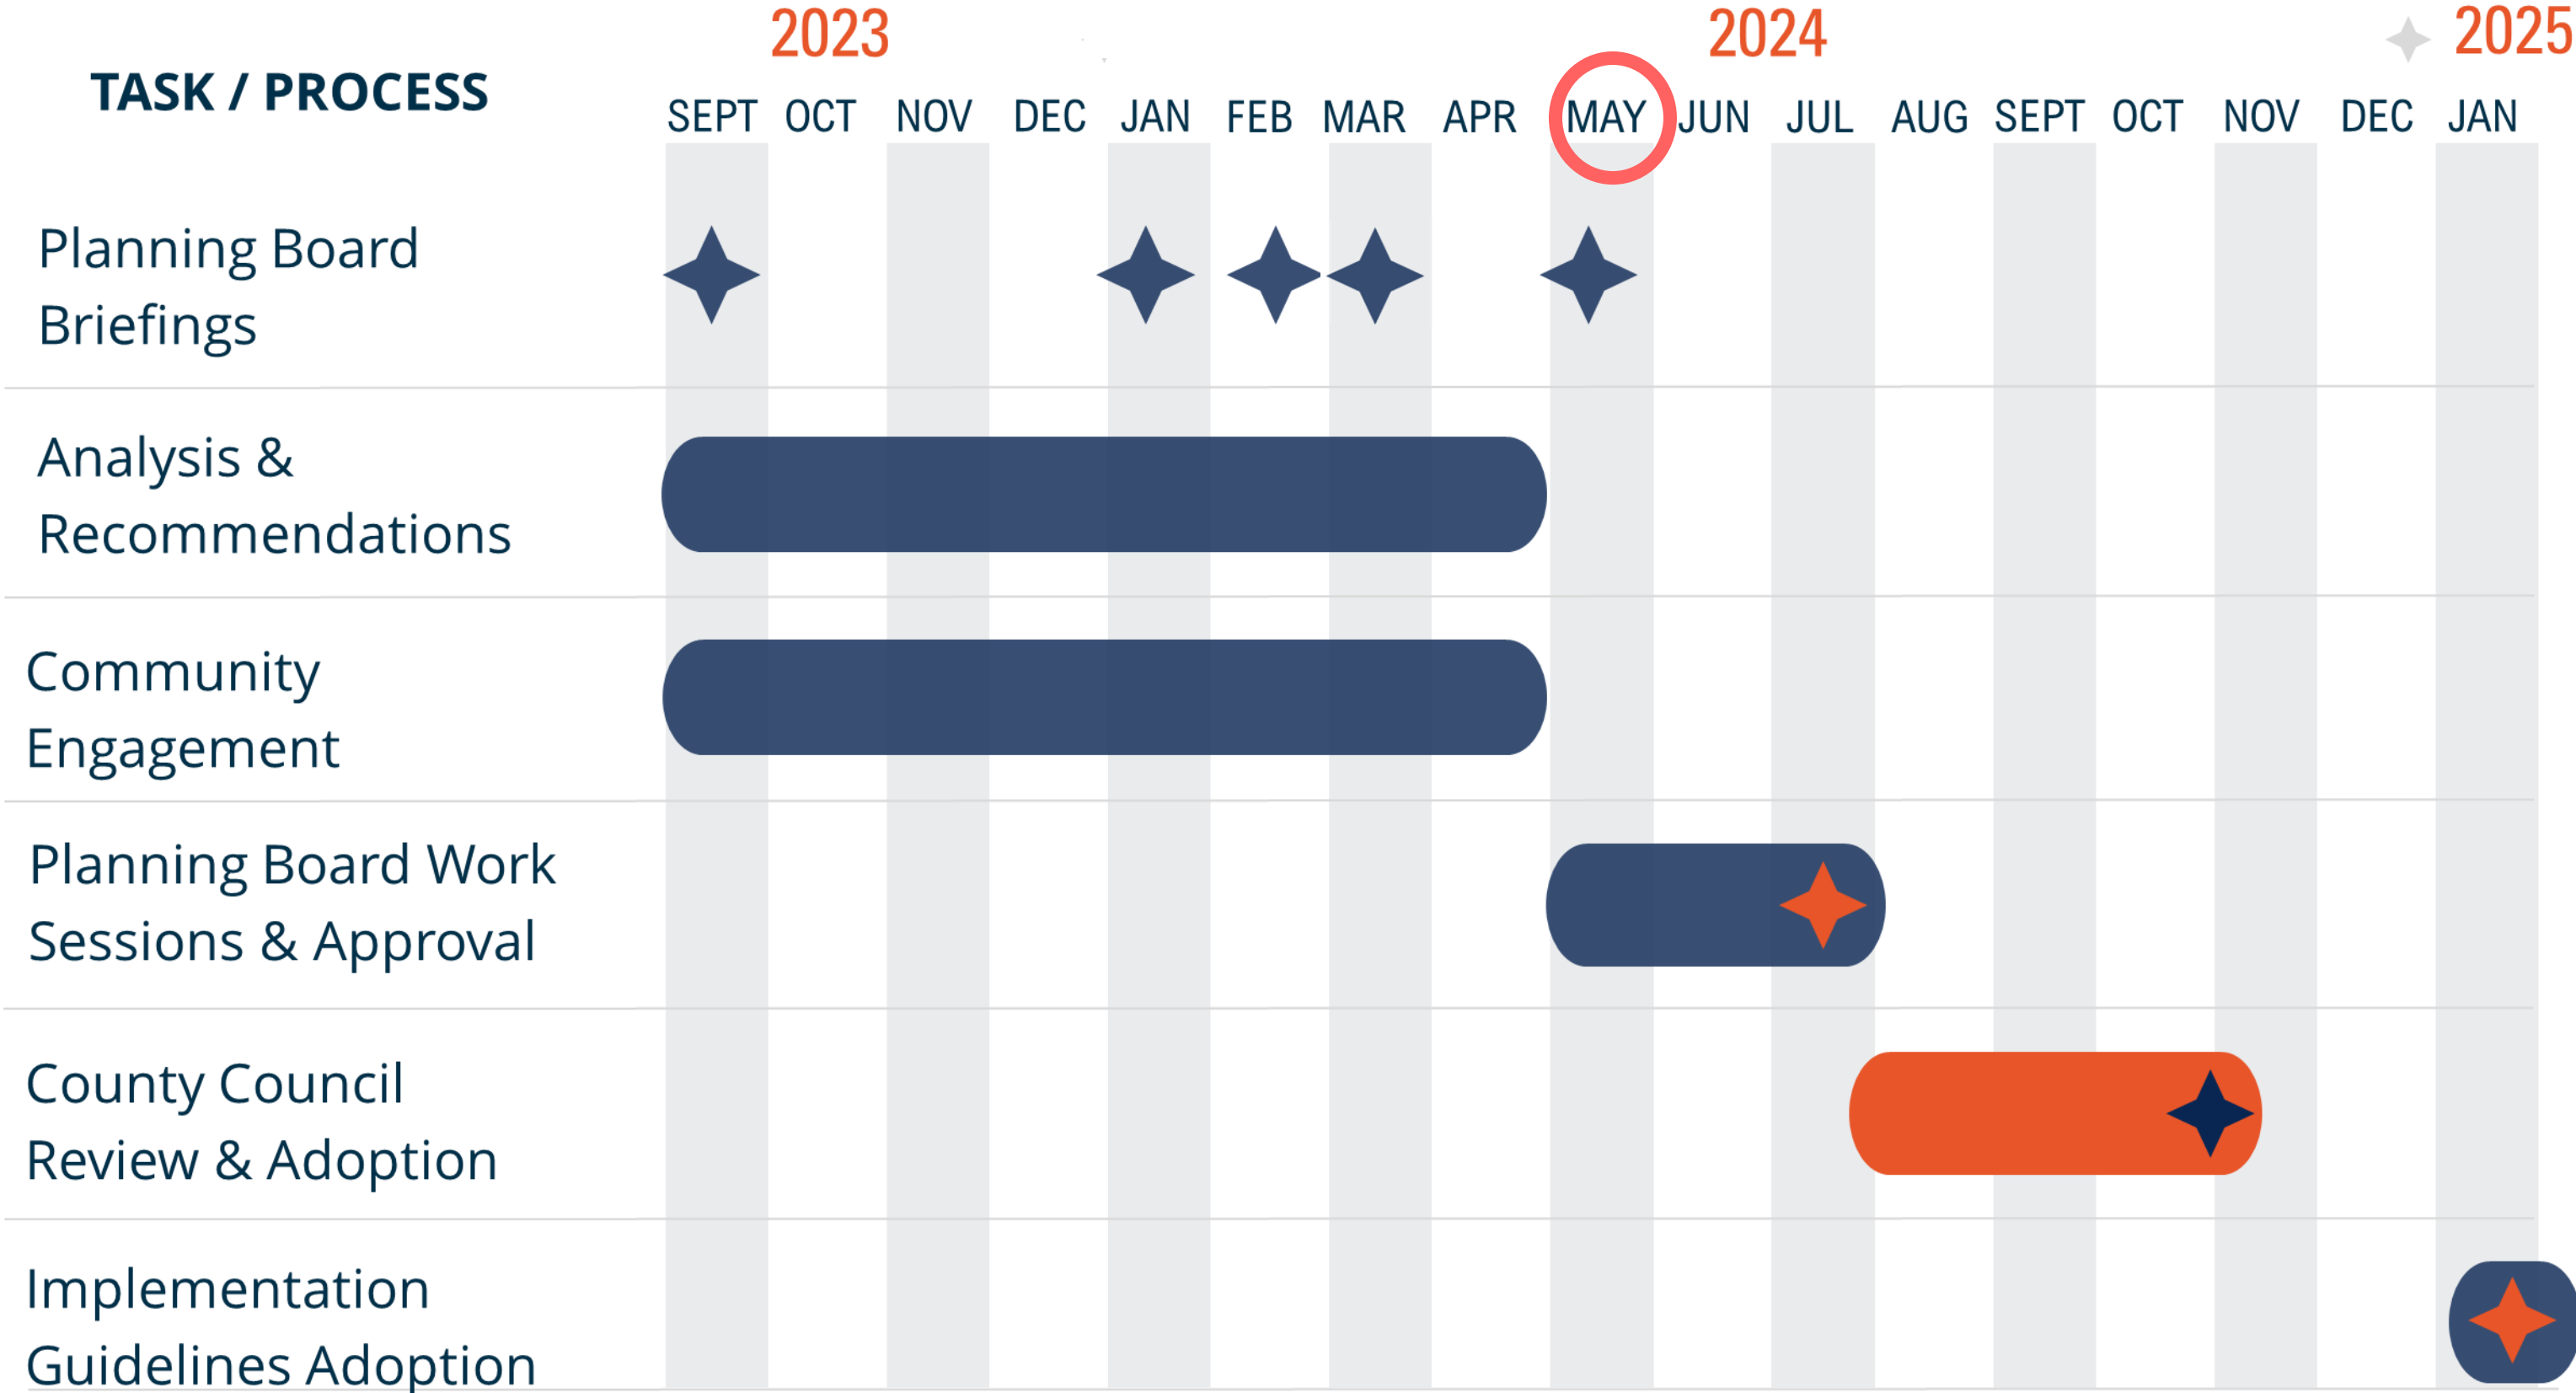 2023 2024 2025
TASK / PROCESS
SEPT OCT NOV DEC JAN FEB MAR APR MAY JUN JUL AUG SEPT OCT NOV DEC JAN
Planning Board
Briefings
Analysis &
Recommendations
Community
Engagement
Planning Board Work
Sessions & Approval
County Council
Review & Adoption
Implementation
Guidelines Adoption